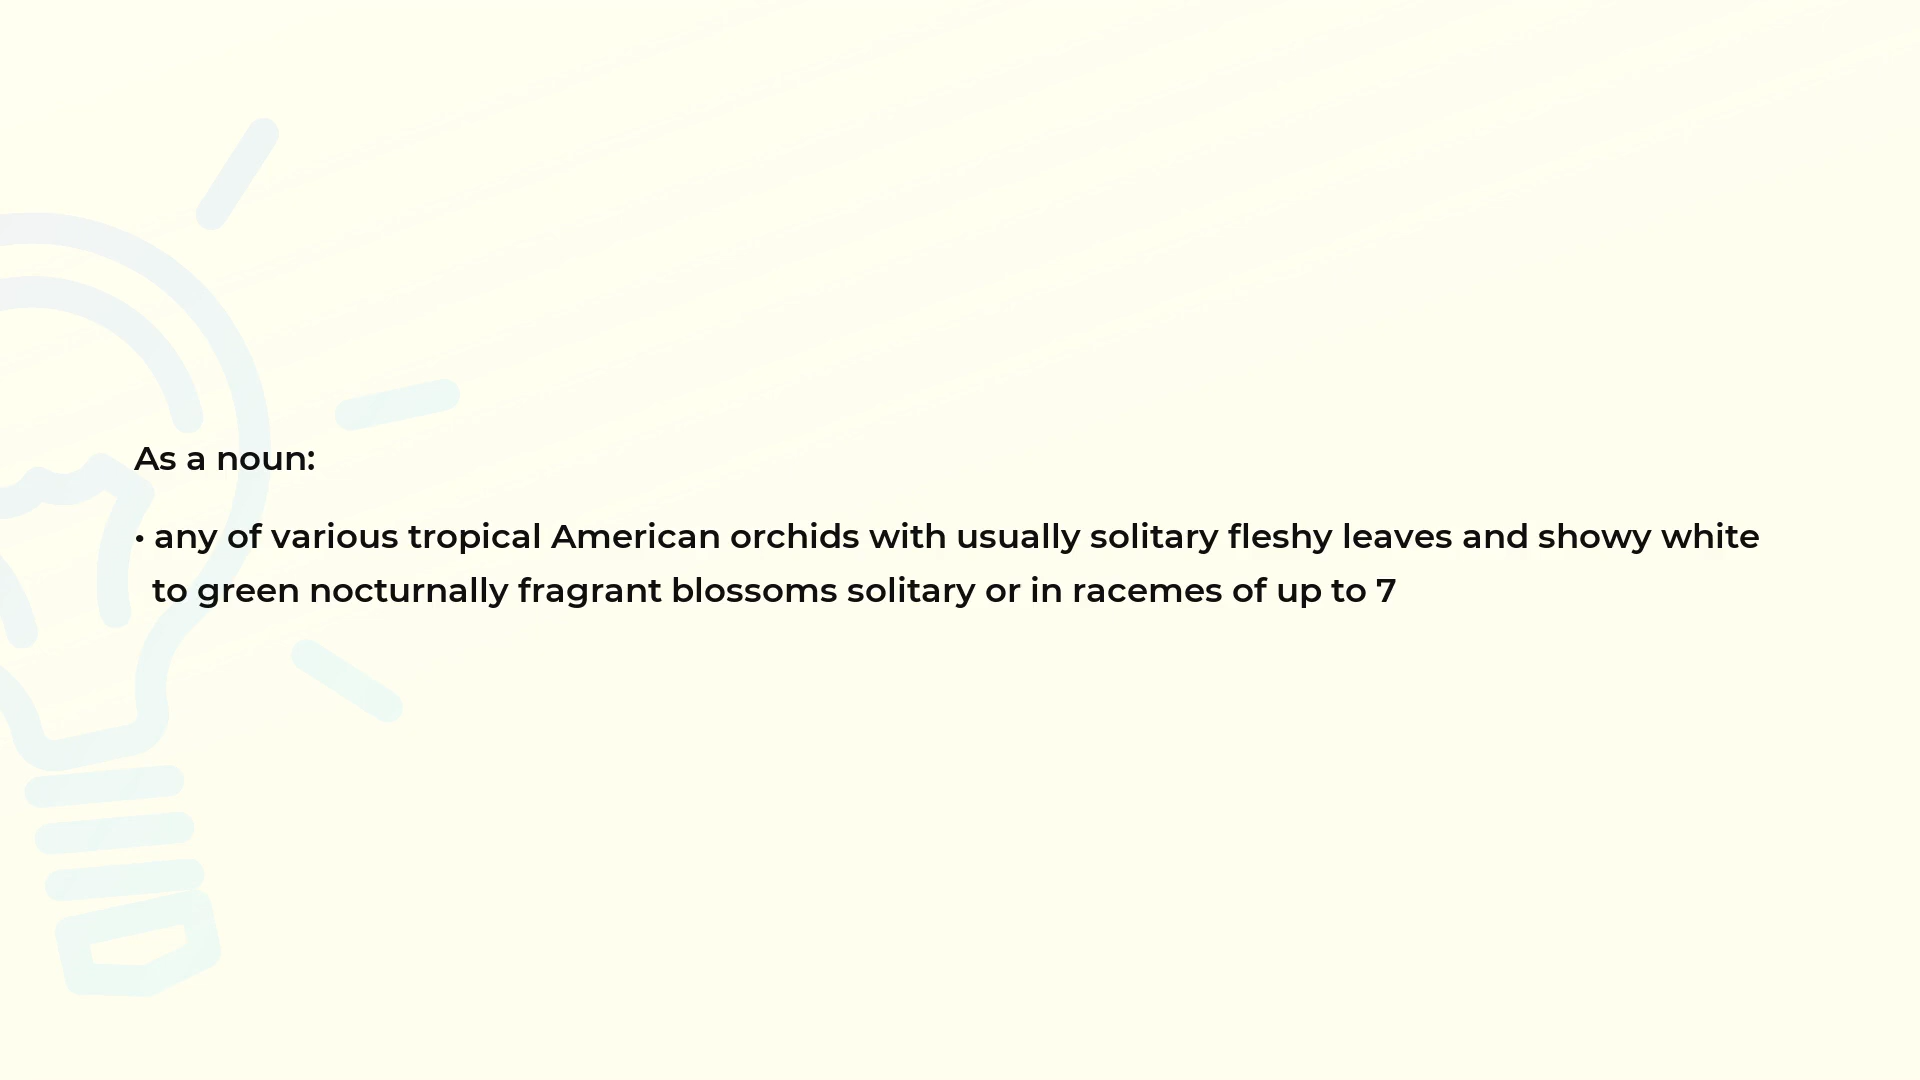 As a noun:
• any of various tropical American orchids with usually solitary fleshy leaves and showy white
to green nocturnally fragrant blossoms solitary or in racemes of up to 7